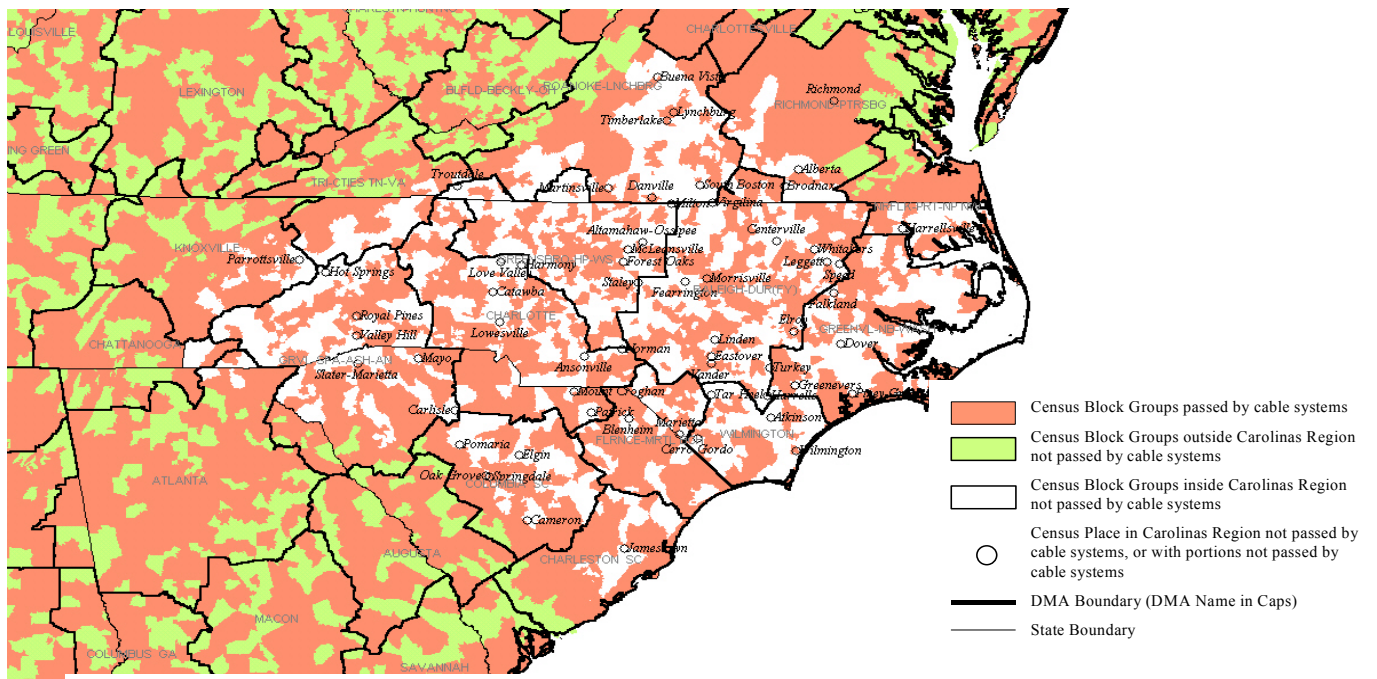 LOUISVILLE
CHARLOTTESVILLE
LEXINGTON
ROANOKE-LNCHBRG
Buena Vista
Richmond
RICHMOND-PTRSBG
Lynchburg
Timberlake
ING GREEN
TRI-CTIES TN-VA
Troutdale
Martinsville
Danville
South Boston
Alberta
Brodnax
Milton
Virgilina
KNOXVILLE
Parrottsville
Hot Springs
Altamahaw-Ossipee
McLeansville
Forest Oaks
Love Valley
Harmony
Centerville
Whitakers
Leggett
Speed
Harrellsville
Catawba
Staley
Morrisville
Fearrington
Falkland
Royal Pines
Valley Hill
CHARLOTTE
Lowesville
Elroy
Dover
CHATTANOOGA
Slater-Marietta
Mayo
Ansonville
Norman
Linden
Eastover
Vander
Turkey
Greenevers
Tar Heel
Harrells
Mount Croghan
Carlisle
Patrick
Blenheim
Marietta
Atkinson
WILMINGTON
Cerro Gordo
Wilmington
Pomaria
Elgin
Oak Grove
Springdale
COLUMBIA SC
ATLANTA
Cameron
AUGUSTA
Jamestown
CHARLESTON SC
MACON
COLUMBUS GA
SAVANNAH
Census Block Groups passed by cable systems
Census Block Groups outside Carolinas Region
not passed by cable systems
Census Block Groups inside Carolinas Region
not passed by cable systems
Census Place in Carolinas Region not passed by
cable systems, or with portions not passed by
cable systems
DMA Boundary (DMA Name in Caps)
State Boundary